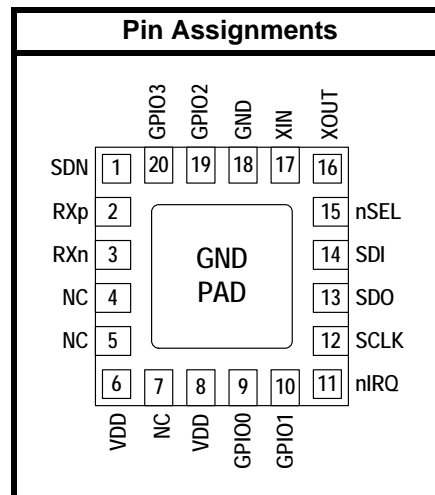 Pin Assignments
GPIO3
GPIO2
GND
XIN
XOUT
SDN 1 20 19 18 17 16
RXp 2 15 nSEL
RXn 3 GND 14 SDI
NC 4 PAD 13 SDO
NC 5 12 SCLK
6 7 8 9 10 11 nIRQ
VDD
NC
VDD
GPIO0
GPIO1